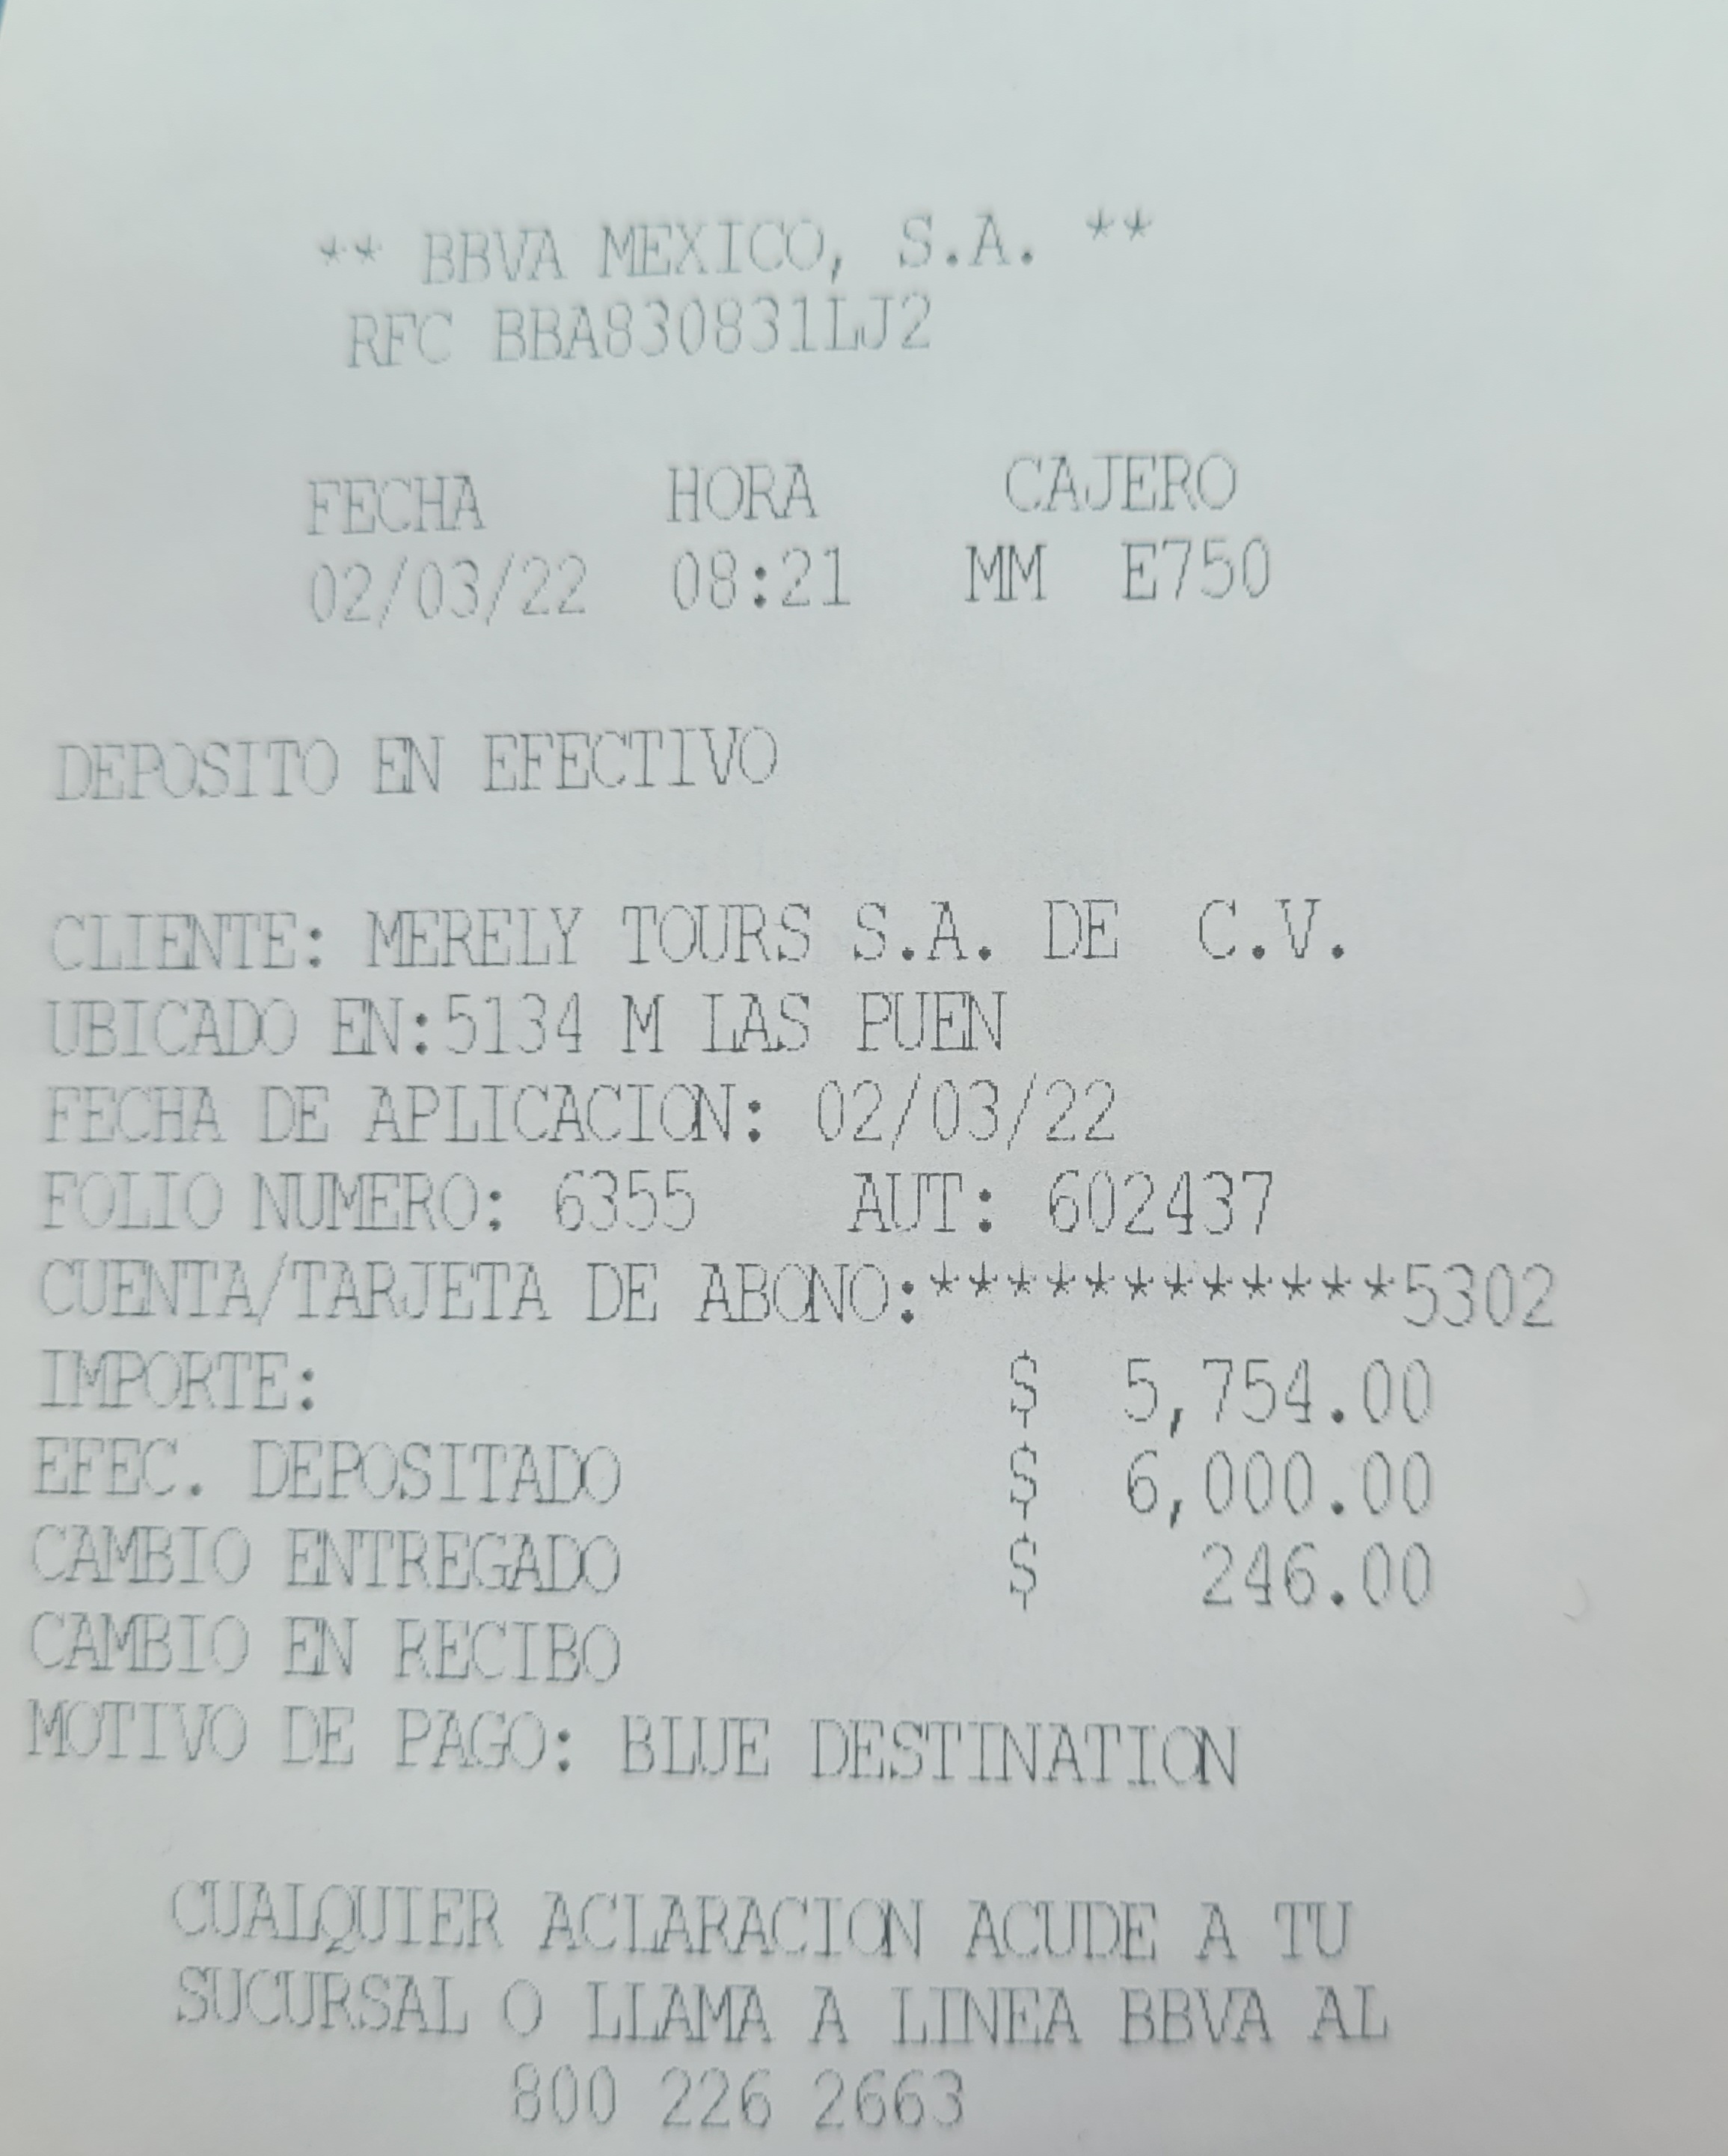 ** BBVA MEXICO, S.A. **
RFC BBA830831LJ2
FECHA HORA CAJERO
02/03/22 08:21 MM E750
DEPOSITO EN EFECTIVO
CLIENTE: MERELY TOURS S.A. DE C.V.
UBICADO EN:5134 M LAS PUEN
FECHA DE APLICACION: 02/03/22
FOLIO NUMERO: 6355 AUT: 602437
CUENTA/TARJETA DE ABONO:************5302
IMPORTE: $ 5,754.00
EFEC. DEPOSITADO $ 6,000.00
CAMBIO ENTREGADO $ 246.00
CAMBIO EN RECIBO
MOTIVO DE PAGO: BLUE DESTINATION
CUALQUIER ACLARACION ACUDE A TU
SUCURSAL O LLAMA A LINEA BBVA AL
800 226 2663